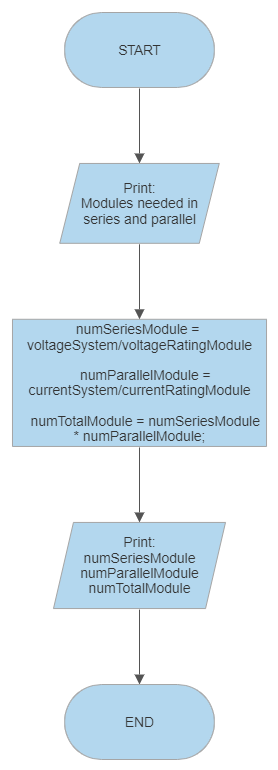 START
Print:
Modules needed in
series and parallel
numSeriesModule =
voltageSystem/voltageRatingModule
numParallelModule =
currentSystem/currentRatingModule
numTotalModule = numSeriesModule
* numParallelModule;
Print:
numSeriesModule
numParallelModule
numTotalModule
END